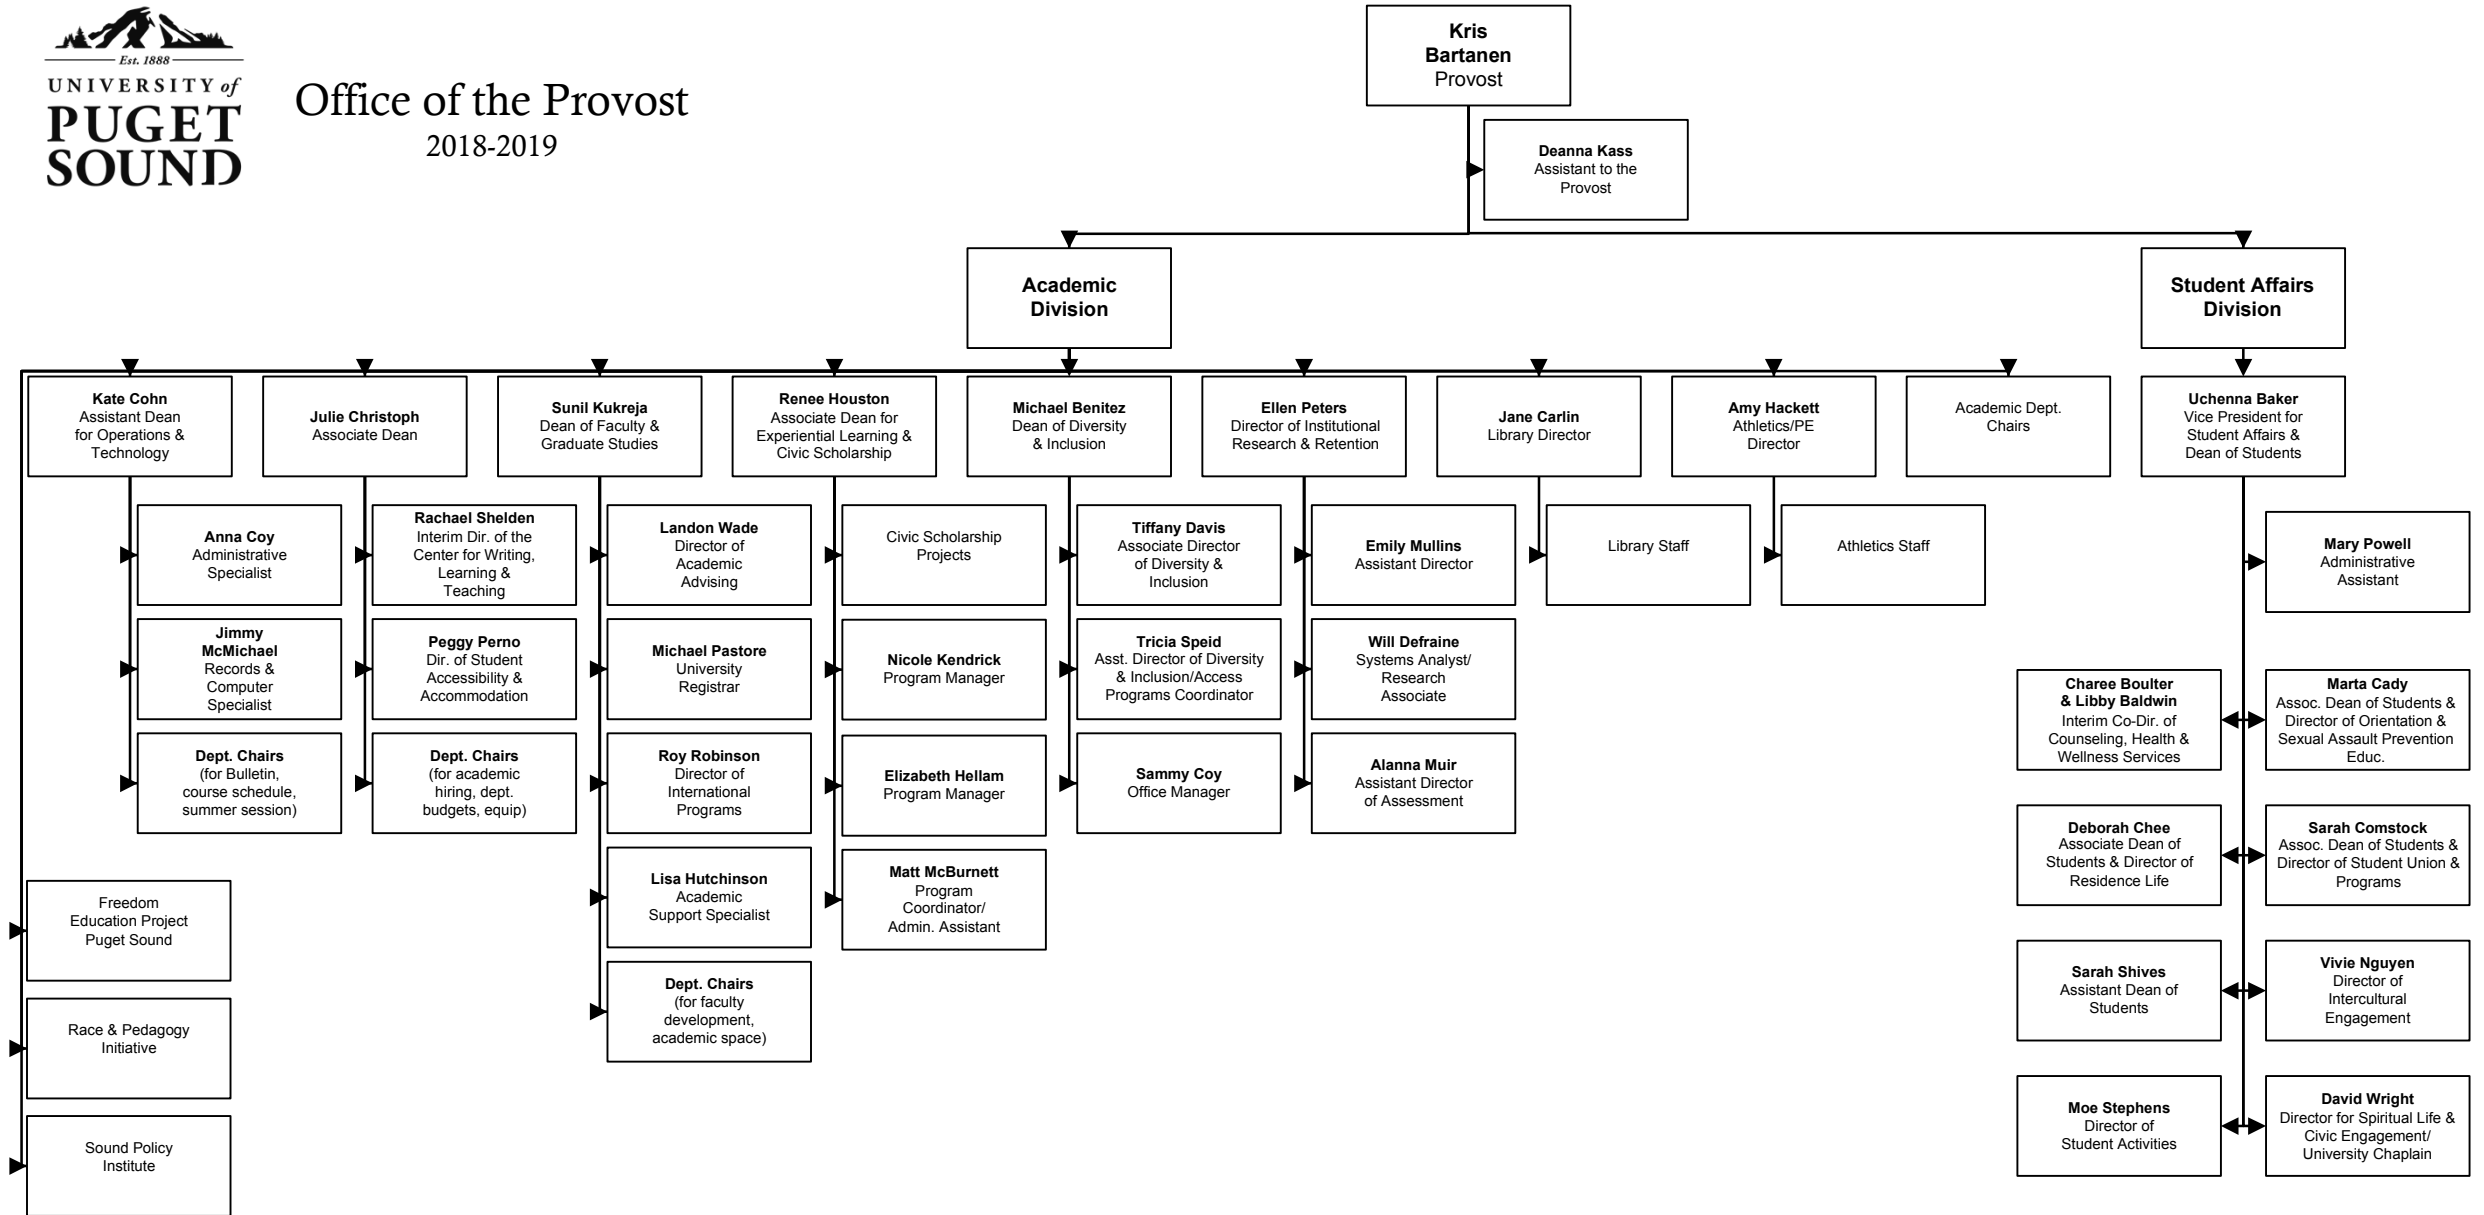 Est. 1888
UNIVERSITY of
PUGET
SOUND
Office of the Provost
2018-2019
Kris
Bartanen
Provost
Deanna Kass
Assistant to the
Provost
Academic
Division
Student Affairs
Division
Kate Cohn
Assistant Dean
for Operations &
Technology
Julie Christoph
Associate Dean
Sunil Kukreja
Dean of Faculty &
Graduate Studies
Renee Houston
Associate Dean for
Experiential Learning &
Civic Scholarship
Michael Benitez
Dean of Diversity
& Inclusion
Ellen Peters
Director of Institutional
Research & Retention
Jane Carlin
Library Director
Amy Hackett
Athletics/PE
Director
Academic Dept.
Chairs
Uchenna Baker
Vice President for
Student Affairs &
Dean of Students
Anna Coy
Administrative
Specialist
Jimmy
McMichael
Records &
Computer
Specialist
Dept. Chairs
(for Bulletin,
course schedule,
summer session)
Rachael Shelden
Interim Dir. of the
Center for Writing,
Learning &
Teaching
Peggy Perno
Dir. of Student
Accessibility &
Accommodation
Dept. Chairs
(for academic
hiring, dept.
budgets, equip)
Landon Wade
Director of
Academic
Advising
Michael Pastore
University
Registrar
Roy Robinson
Director of
International
Programs
Lisa Hutchinson
Academic
Support Specialist
Dept. Chairs
(for faculty
development,
academic space)
Civic Scholarship
Projects
Nicole Kendrick
Program Manager
Elizabeth Hellam
Program Manager
Matt McBurnett
Program
Coordinator/
Admin. Assistant
Tiffany Davis
Associate Director
of Diversity &
Inclusion
Tricia Speid
Asst. Director of Diversity
& Inclusion/Access
Programs Coordinator
Sammy Coy
Office Manager
Emily Mullins
Assistant Director
Will Defraine
Systems Analyst/
Research
Associate
Alanna Muir
Assistant Director
of Assessment
Library Staff
Athletics Staff
Mary Powell
Administrative
Assistant
Charee Boulter
& Libby Baldwin
Interim Co-Dir. of
Counseling, Health &
Wellness Services
Marta Cady
Assoc. Dean of Students &
Director of Orientation &
Sexual Assault Prevention
Educ.
Deborah Chee
Associate Dean of
Students & Director of
Residence Life
Sarah Comstock
Assoc. Dean of Students &
Director of Student Union &
Programs
Sarah Shives
Assistant Dean of
Students
Vivie Nguyen
Director of
Intercultural
Engagement
Moe Stephens
Director of
Student Activities
David Wright
Director for Spiritual Life &
Civic Engagement/
University Chaplain
Freedom
Education Project
Puget Sound
Race & Pedagogy
Initiative
Sound Policy
Institute